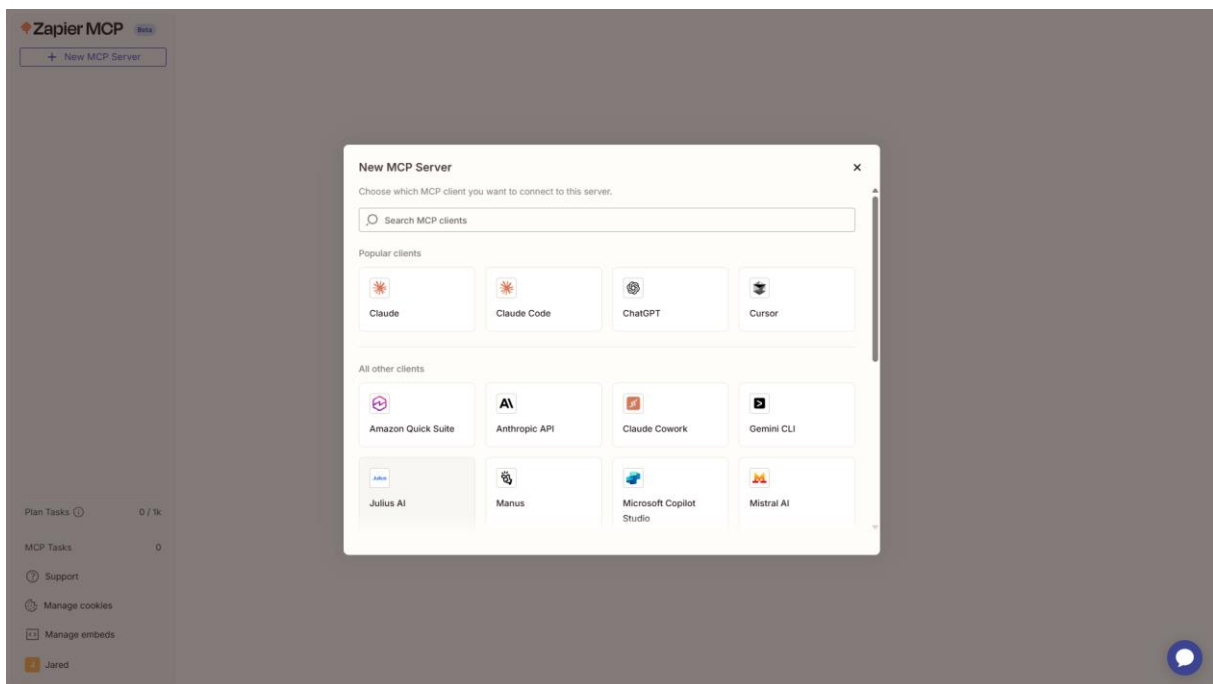 Zapier MCP Beta
+ New MCP Server
New MCP Server
Choose which MCP client you want to connect to this server.
Search MCP clients
Popular clients
Claude
Claude Code
ChatGPT
Cursor
All other clients
Amazon Quick Suite
Anthropic API
Claude Cowork
Gemini CLI
Julius AI
Manus
Microsoft Copilot
Studio
Mistral AI
Plan Tasks 0 / 1k
MCP Tasks 0
Support
Manage cookies
Manage embeds
J Jared